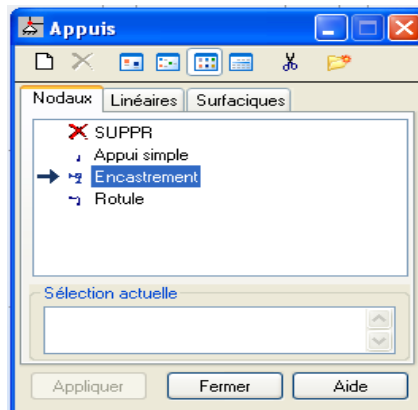 Appuis
Nodaux Linéaires Surfaciques
SUPPR
Appui simple
Encastrement
Rotule
Sélection actuelle
Appliquer Fermer Aide